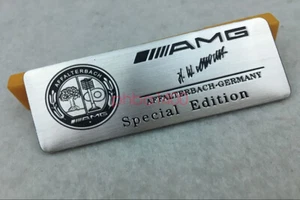 AMG
AFFALTERBACH
AMG
AFFALTERBACH-GERMANY
Special Edition